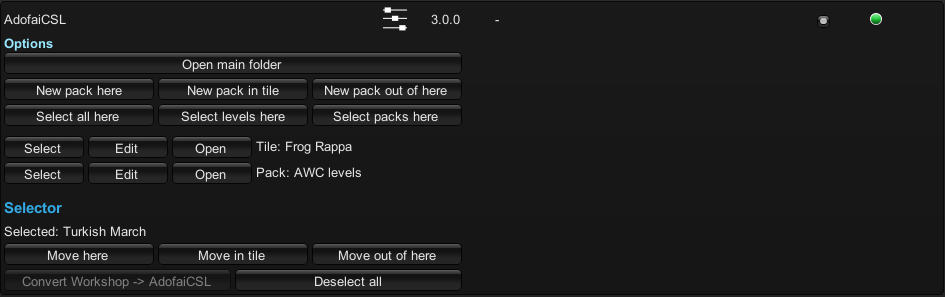 AdofaiCSL 3.0.0 -
Options
Open main folder
New pack here New pack in tile New pack out of here
Select all here Select levels here Select packs here
Select Edit Open Tile: Frog Rappa
Select Edit Open Pack: AWC levels
Selector
Selected: Turkish March
Move here Move in tile Move out of here
Convert Workshop -> AdofaiCSL Deselect all